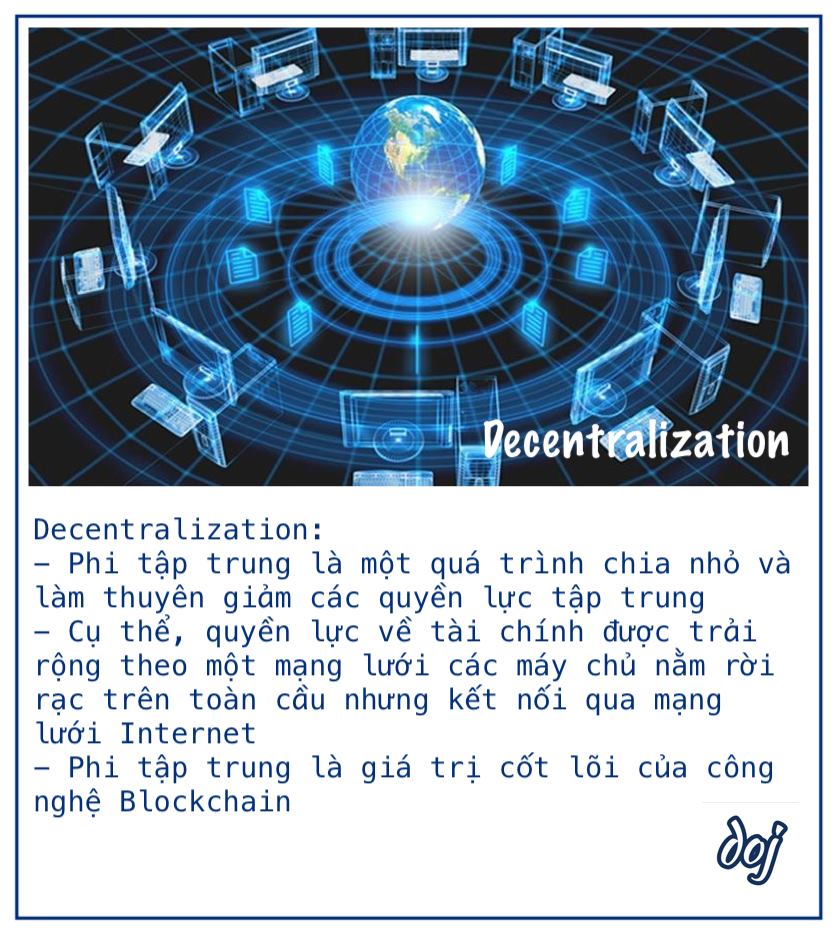 Decentralization
Decentralization:
– Phi tập trung là một quá trình chia nhỏ và
làm thuyên giảm các quyền lực tập trung
– Cụ thể, quyền lực về tài chính được trải
rộng theo một mạng lưới các máy chủ nằm rời
rạc trên toàn cầu nhưng kết nối qua mạng
lưới Internet
– Phi tập trung là giá trị cốt lõi của công
nghệ Blockchain
doj